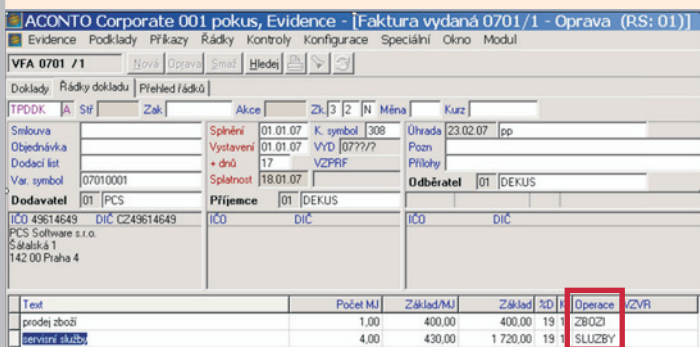 ACONTO Corporate 001 pokus, Evidence - [Faktura vydaná 0701/1 - Oprava (RS: 01)]
Evidence Podklady Příkazy Řádky Kontroly Konfigurace Speciální Okno Modul
VFA 0701 /1 Nová Oprava Smaž Hledej
Doklady Řádky dokladu Přehled řádků
TPDDK A Stř Zak Akce Zk. 3 2 N Měna Kurz
Smlouva Splnění 01.01.07 K. symbol 308 Úhrada 23.02.07 pp
Objednávka Vystavení 01.01.07 VYD 07??/? Pozn
Dodací list + dnů 17 VZPRF Přílohy
Var. symbol 07010001 Splatnost 18.01.07 Odběratel 01 DEKUS
Dodavatel 01 PCS Příjemce 01 DEKUS
IČO 49614649 DIČ CZ49614649 IČO DIČ IČO DIČ
PCS Software s.r.o.
Šátalská 1
142 00 Praha 4
Text Počet MJ Základ/MJ Základ %D K Operace VZVR
prodej zboží 1,00 400,00 400,00 19 1 ZBOZI
servisní služby 4,00 430,00 1 720,00 19 1 SLUZBY